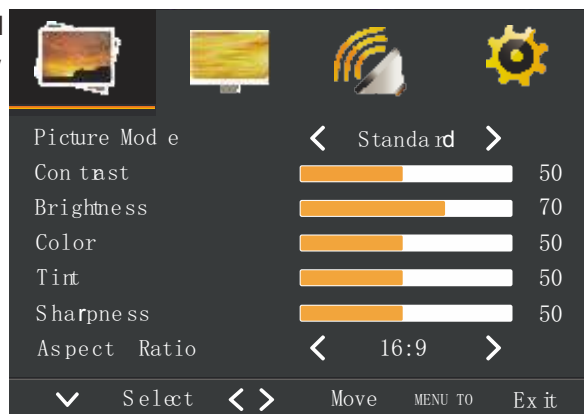 Picture Mode Standard
Contrast 50
Brightness 70
Color 50
Tint 50
Sharpness 50
Aspect Ratio 16:9
Select Move MENU TO Exit